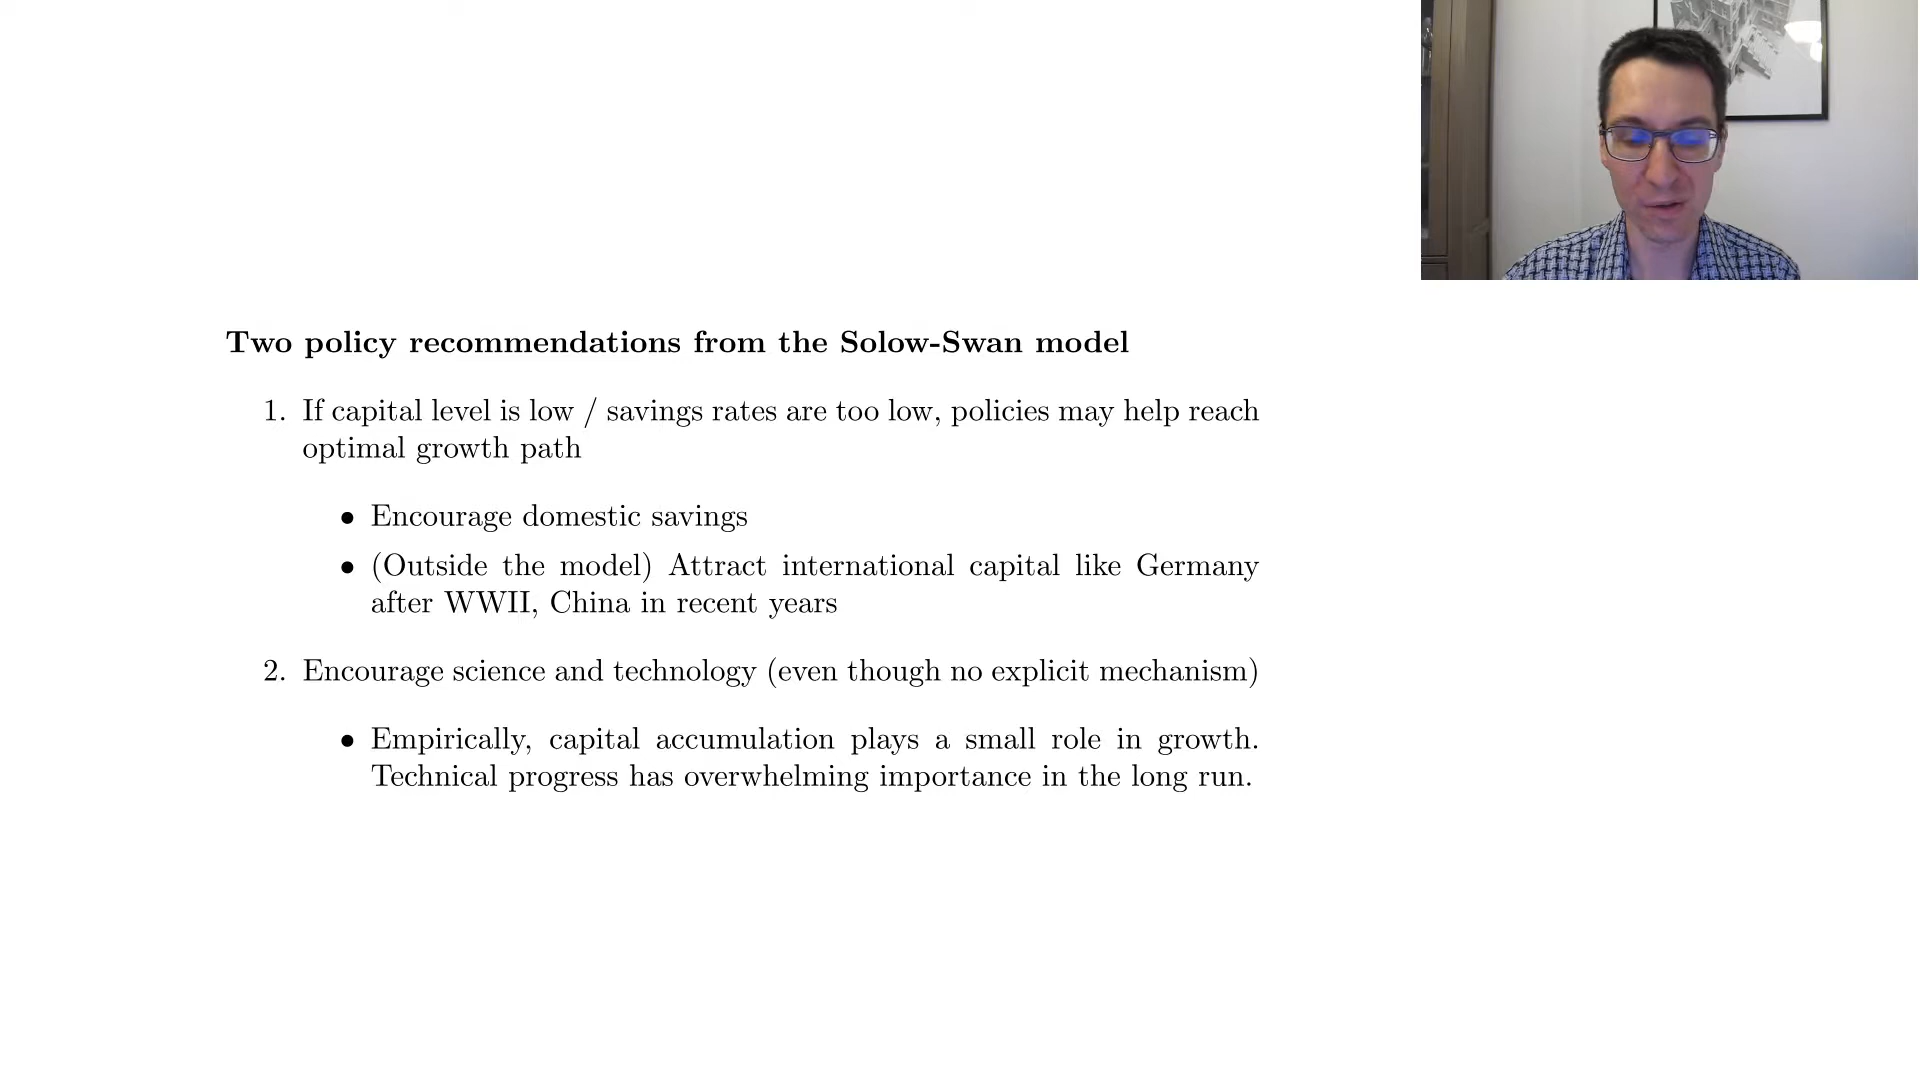 Two policy recommendations from the Solow-Swan model
1. If capital level is low / savings rates are too low, policies may help reach
optimal growth path
• Encourage domestic savings
• (Outside the model) Attract international capital like Germany
after WWII, China in recent years
2. Encourage science and technology (even though no explicit mechanism)
• Empirically, capital accumulation plays a small role in growth.
Technical progress has overwhelming importance in the long run.